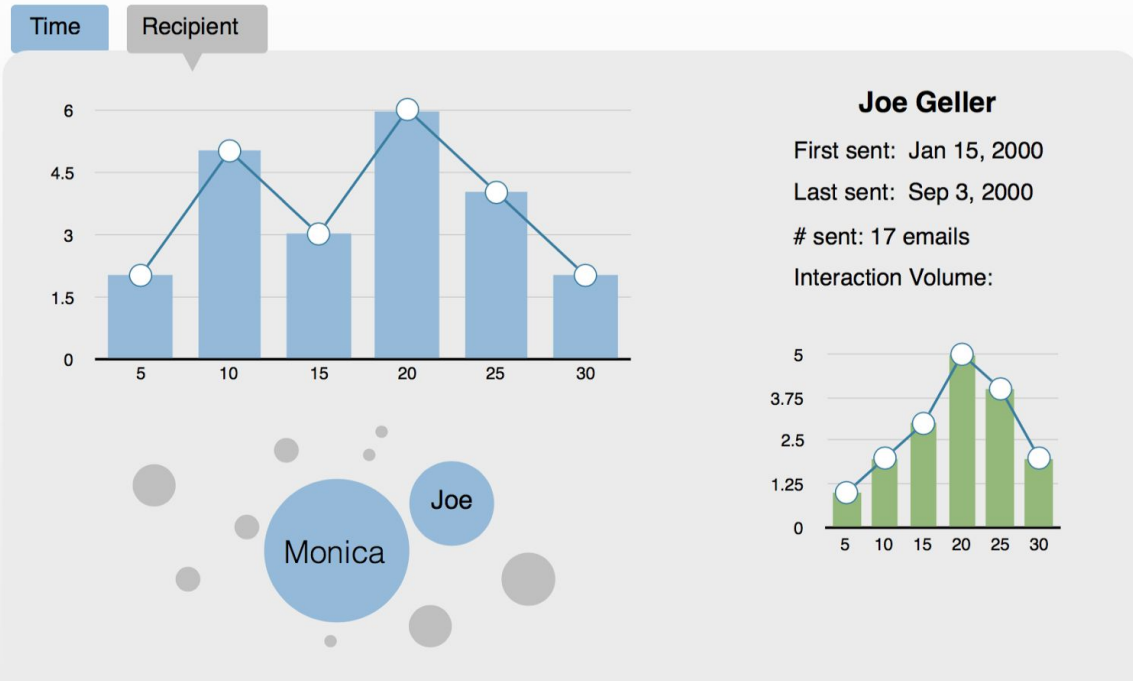 Time
Recipient
6
4.5
3
1.5
0
5 10 15 20 25 30
Joe Geller
First sent: Jan 15, 2000
Last sent: Sep 3, 2000
# sent: 17 emails
Interaction Volume:
5
3.75
2.5
1.25
0
5 10 15 20 25 30
Joe
Monica